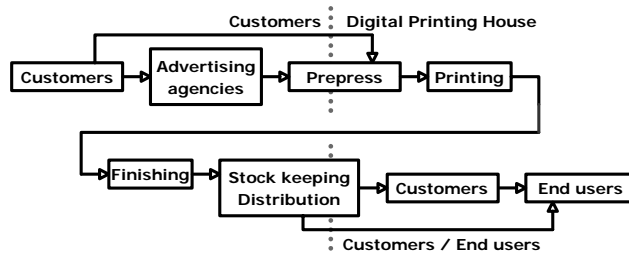 Customers
Digital Printing House
Customers
Advertising
agencies
Prepress
Printing
Finishing
Stock keeping
Distribution
Customers
End users
Customers / End users